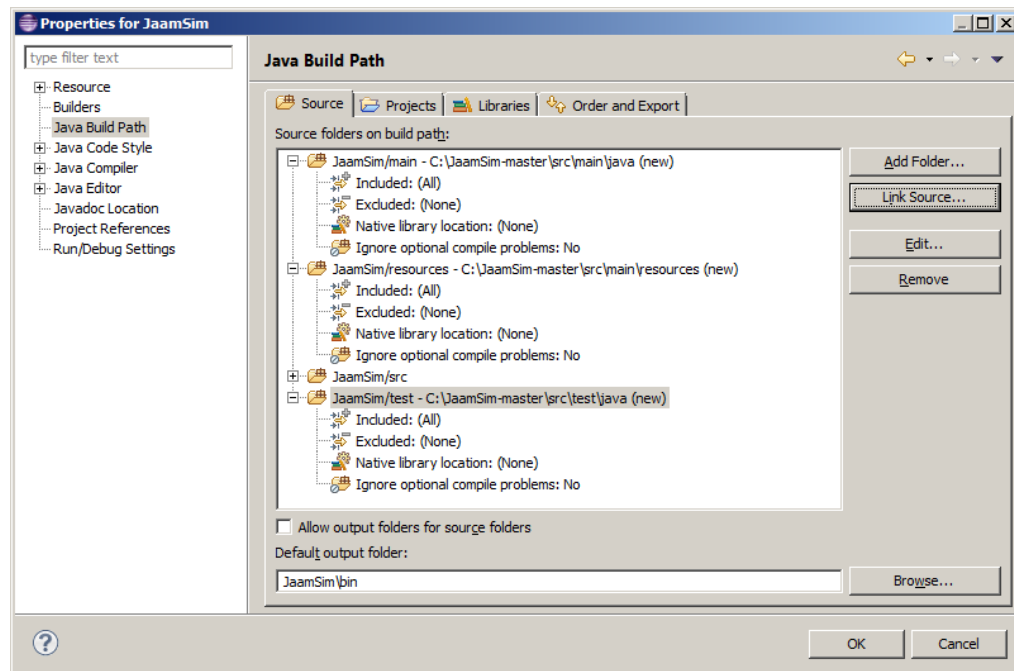 Properties for JaamSim
type filter text
Resource
Builders
Java Build Path
Java Code Style
Java Compiler
Java Editor
Javadoc Location
Project References
Run/Debug Settings
Java Build Path
Source
Projects
Libraries
Order and Export
Source folders on build path:
JaamSim/main - C:\JaamSim-master\src\main\java (new)
Included: (All)
Excluded: (None)
Native library location: (None)
Ignore optional compile problems: No
JaamSim/resources - C:\JaamSim-master\src\main\resources (new)
Included: (All)
Excluded: (None)
Native library location: (None)
Ignore optional compile problems: No
JaamSim/src
JaamSim/test - C:\JaamSim-master\src\test\java (new)
Included: (All)
Excluded: (None)
Native library location: (None)
Ignore optional compile problems: No
Add Folder...
Link Source...
Edit...
Remove
Allow output folders for source folders
Default output folder:
JaamSim\bin
Browse...
OK
Cancel